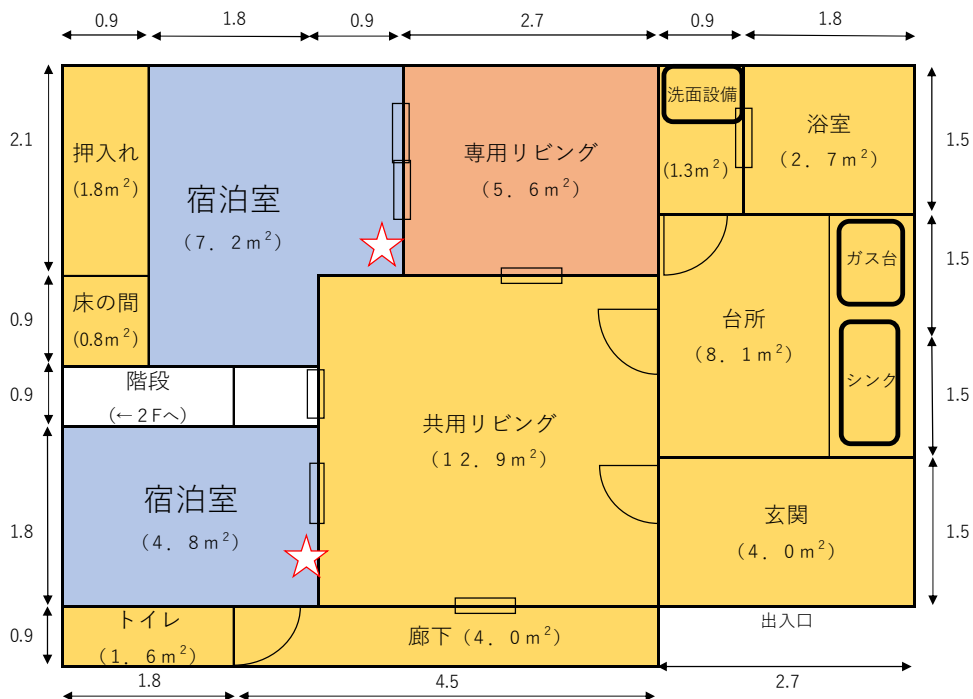 0.9
1.8
0.9
2.7
0.9
1.8
2.1
0.9
0.9
1.8
0.9
押入れ
(1.8m²)
宿泊室
(7.2m²)
専用リビング
(5.6m²)
洗面設備
(1.3m²)
浴室
(2.7m²)
床の間
(0.8m²)
階段
(←2Fへ)
共用リビング
(12.9m²)
台所
(8.1m²)
ガス台
シンク
宿泊室
(4.8m²)
玄関
(4.0m²)
トイレ
(1.6m²)
廊下(4.0m²)
出入口
1.5
1.5
1.5
1.5
1.8
4.5
2.7